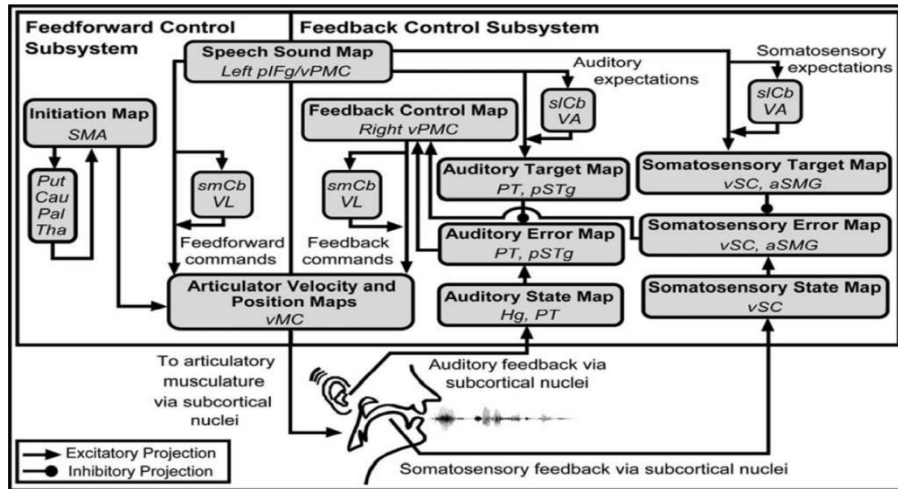 Feedforward Control
Subsystem
Feedback Control Subsystem
Speech Sound Map
Left pIFg/vPMC
Auditory
expectations
Somatosensory
expectations
slCb
VA
slCb
VA
Initiation Map
SMA
Feedback Control Map
Right vPMC
Put
Cau
Pal
Tha
smCb
VL
smCb
VL
Auditory Target Map
PT, pSTg
Somatosensory Target Map
vSC, aSMG
Feedforward
commands
Feedback
commands
Auditory Error Map
PT, pSTg
Somatosensory Error Map
vSC, aSMG
Articulator Velocity and
Position Maps
vMC
Auditory State Map
Hg, PT
Somatosensory State Map
vSC
To articulatory
musculature
via subcortical
nuclei
Auditory feedback via
subcortical nuclei
Excitatory Projection
Inhibitory Projection
Somatosensory feedback via subcortical nuclei